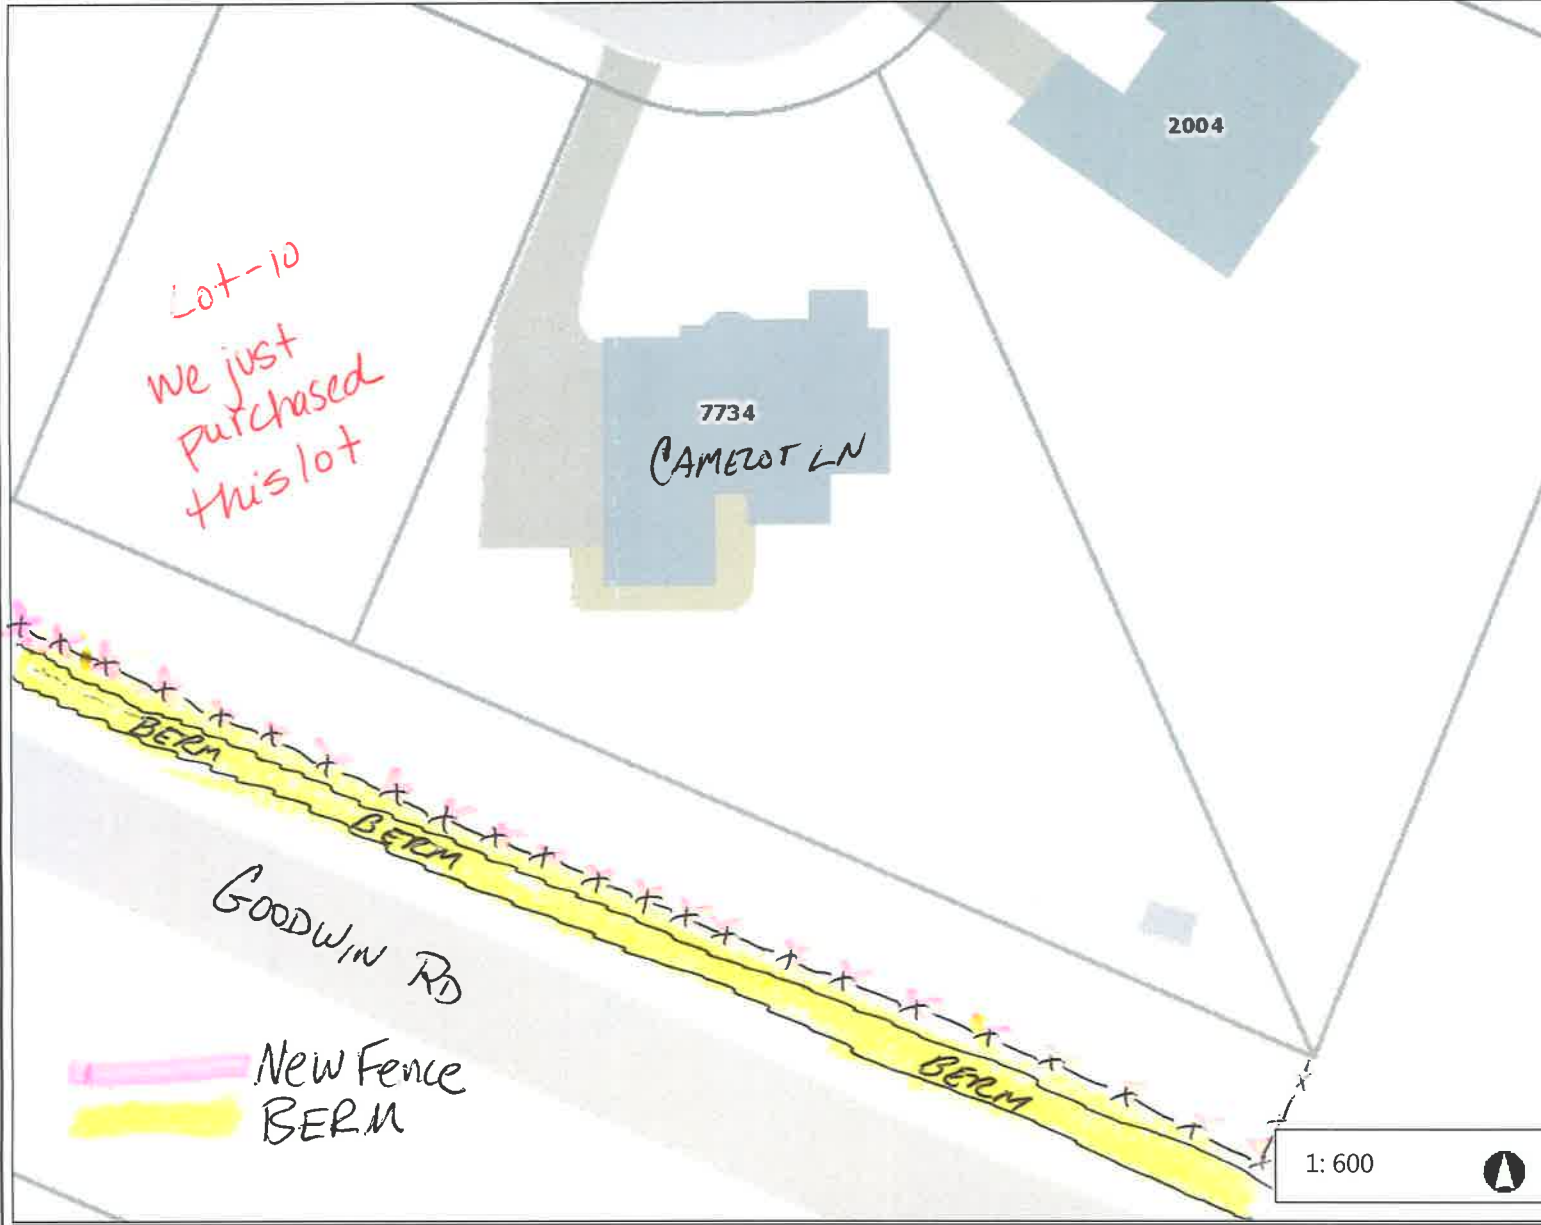 2004
Lot-10
we just
purchased
this lot
7734
CAMELOT LN
BERM
BERM
GOODWIN RD
BERM
New Fence
BERM
1: 600